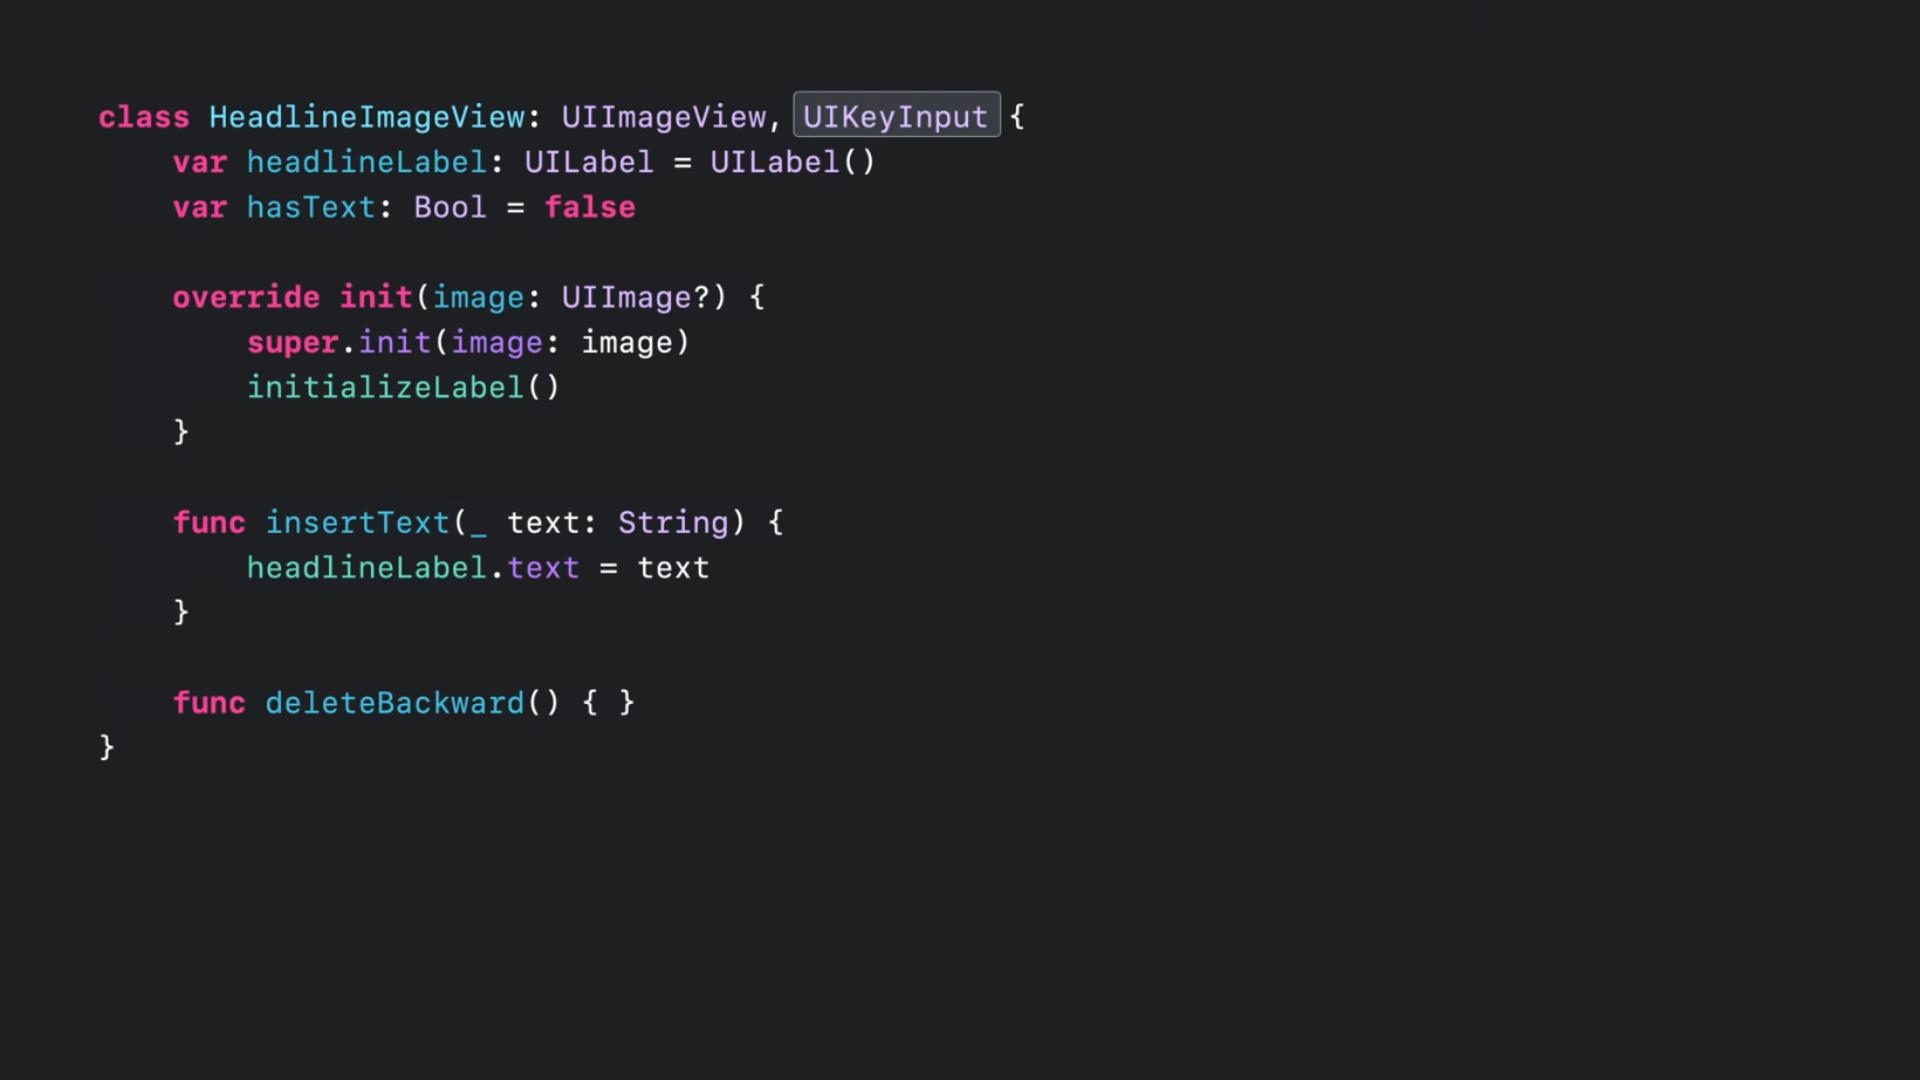 class HeadlineImageView: UIImageView, UIKeyInput {
    var headlineLabel: UILabel = UILabel()
    var hasText: Bool = false

    override init(image: UIImage?) {
        super.init(image: image)
        initializeLabel()
    }

    func insertText(_ text: String) {
        headlineLabel.text = text
    }

    func deleteBackward() { }
}